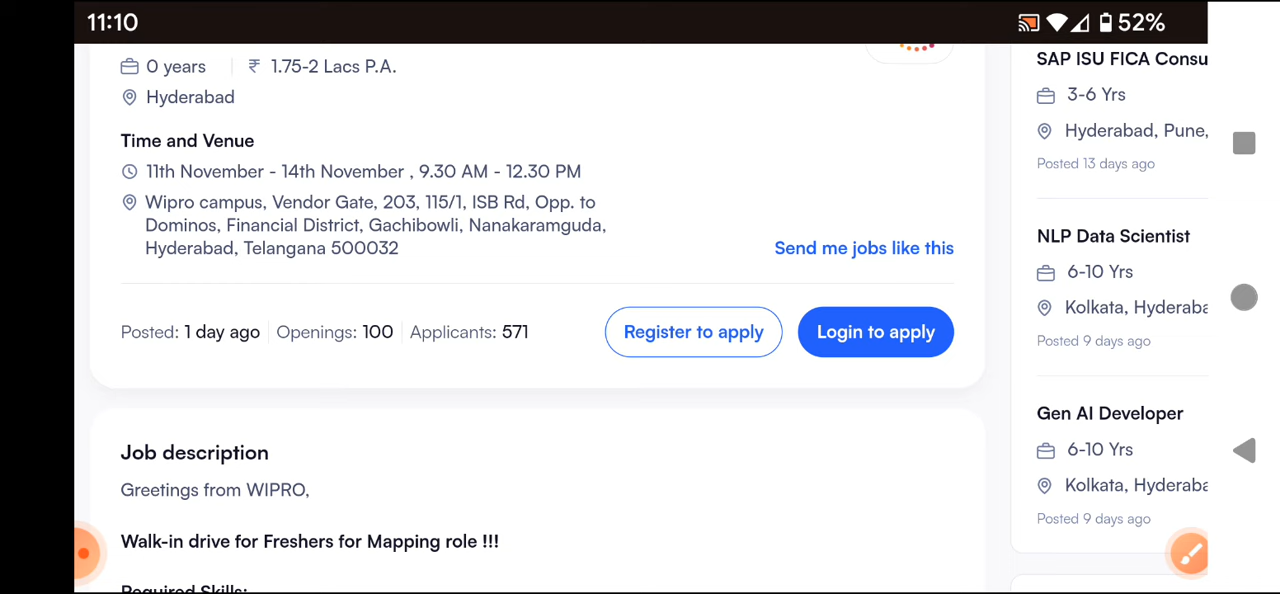 11:10
52%
0 years
₹ 1.75-2 Lacs P.A.
Hyderabad
Time and Venue
11th November - 14th November , 9.30 AM - 12.30 PM
Wipro campus, Vendor Gate, 203, 115/1, ISB Rd, Opp. to
Dominos, Financial District, Gachibowli, Nanakaramguda,
Hyderabad, Telangana 500032
Send me jobs like this
Posted: 1 day ago
Openings: 100
Applicants: 571
Register to apply
Login to apply
Job description
Greetings from WIPRO,
Walk-in drive for Freshers for Mapping role !!!
Required Skills:
SAP ISU FICA Consu
3-6 Yrs
Hyderabad, Pune,
Posted 13 days ago
NLP Data Scientist
6-10 Yrs
Kolkata, Hyderaba
Posted 9 days ago
Gen AI Developer
6-10 Yrs
Kolkata, Hyderaba
Posted 9 days ago